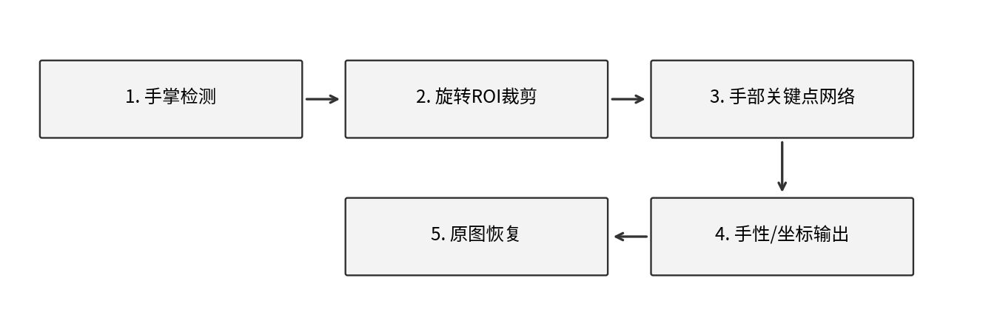 1. 手掌检测
2. 旋转ROI裁剪
3. 手部关键点网络
4. 手性/坐标输出
5. 原图恢复